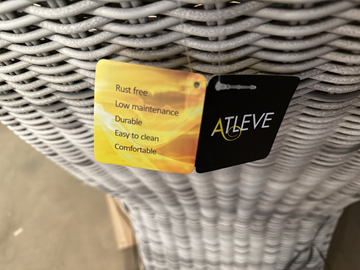 Rust free
Low maintenance
Durable
Easy to clean
Comfortable
ATLEVE